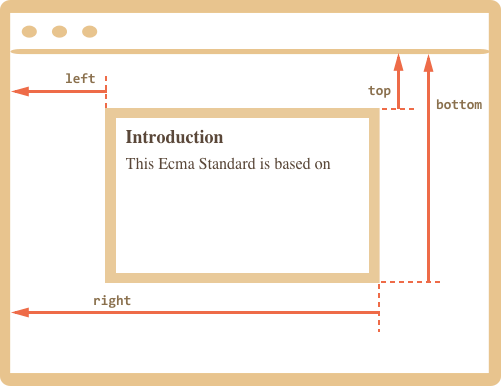 left
top
bottom
Introduction
This Ecma Standard is based on
right